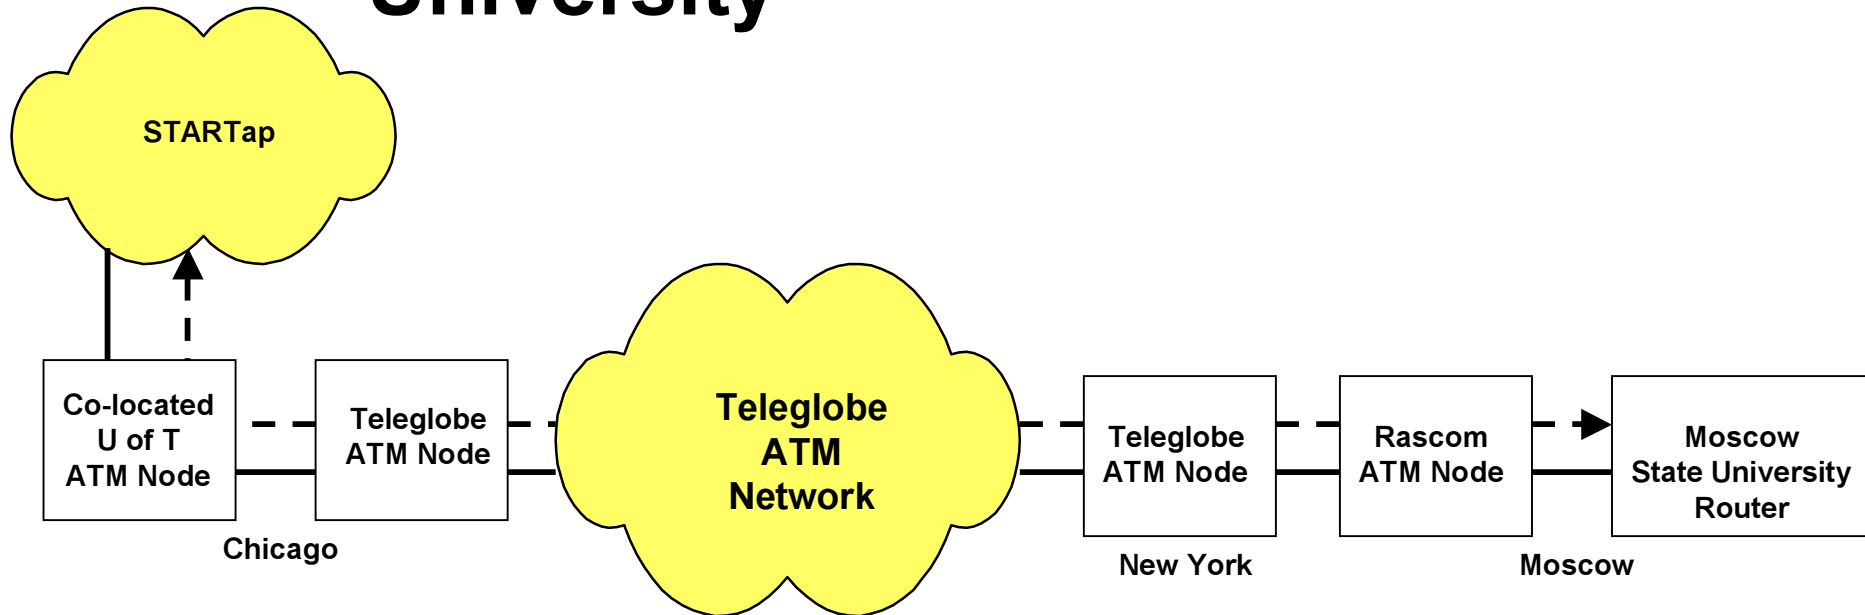 University
STARTap
Co-located
U of T
ATM Node
Teleglobe
ATM Node
Chicago
Teleglobe
ATM
Network
Teleglobe
ATM Node
New York
Rascom
ATM Node
Moscow
State University
Router
Moscow